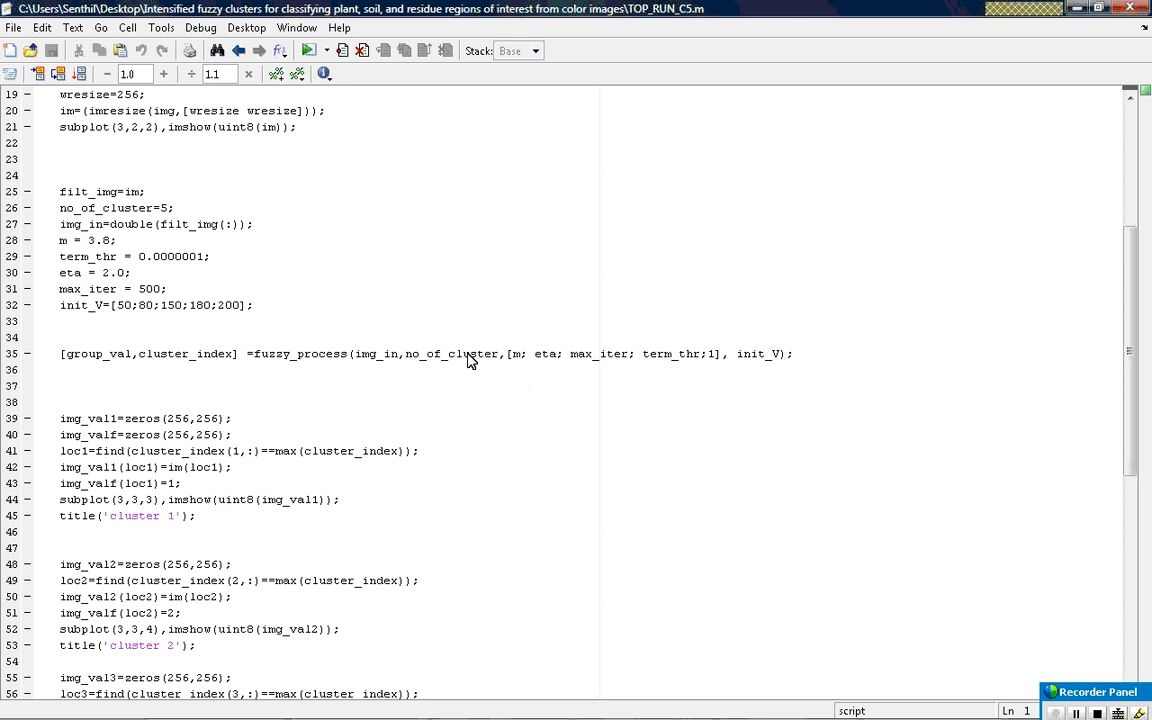 C:\Users\Senthil\Desktop\Intensified fuzzy clusters for classifying plant, soil, and residue regions of interest from color images\TOP_RUN_C5.m
File Edit Text Go Cell Tools Debug Desktop Window Help
Stack: Base
− 1.0 + ÷ 1.1 ×
19 – wresize=256;
20 – im=(imresize(img,[wresize wresize]));
21 – subplot(3,2,2),imshow(uint8(im));
22
23
24
25 – filt_img=im;
26 – no_of_cluster=5;
27 – img_in=double(filt_img(:));
28 – m = 3.8;
29 – term_thr = 0.0000001;
30 – eta = 2.0;
31 – max_iter = 500;
32 – init_V=[50;80;150;180;200];
33
34
35 – [group_val,cluster_index] =fuzzy_process(img_in,no_of_cluster,[m; eta; max_iter; term_thr;1], init_V);
36
37
38
39 – img_val1=zeros(256,256);
40 – img_valf=zeros(256,256);
41 – loc1=find(cluster_index(1,:)==max(cluster_index));
42 – img_val1(loc1)=im(loc1);
43 – img_valf(loc1)=1;
44 – subplot(3,3,3),imshow(uint8(img_val1));
45 – title('cluster 1');
46
47
48 – img_val2=zeros(256,256);
49 – loc2=find(cluster_index(2,:)==max(cluster_index));
50 – img_val2(loc2)=im(loc2);
51 – img_valf(loc2)=2;
52 – subplot(3,3,4),imshow(uint8(img_val2));
53 – title('cluster 2');
54
55 – img_val3=zeros(256,256);
56 – loc3=find(cluster_index(3,:)==max(cluster_index));
Recorder Panel
script Ln 1